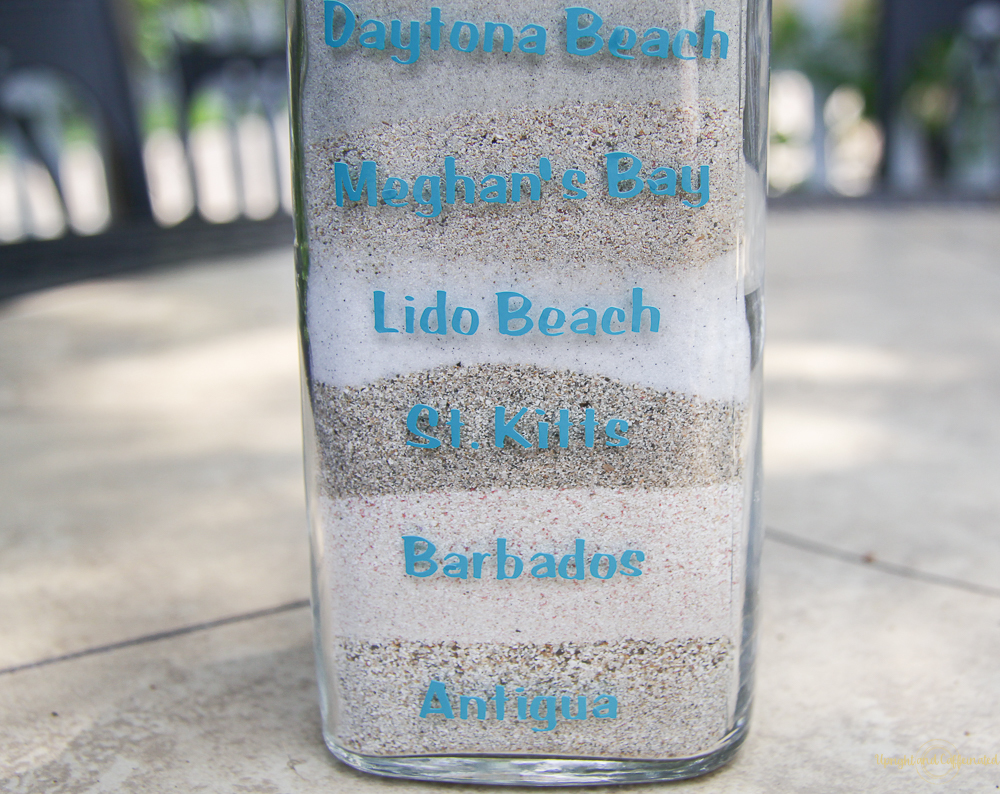 Daytona Beach
Meghan's Bay
Lido Beach
St. Kitts
Barbados
Antigua